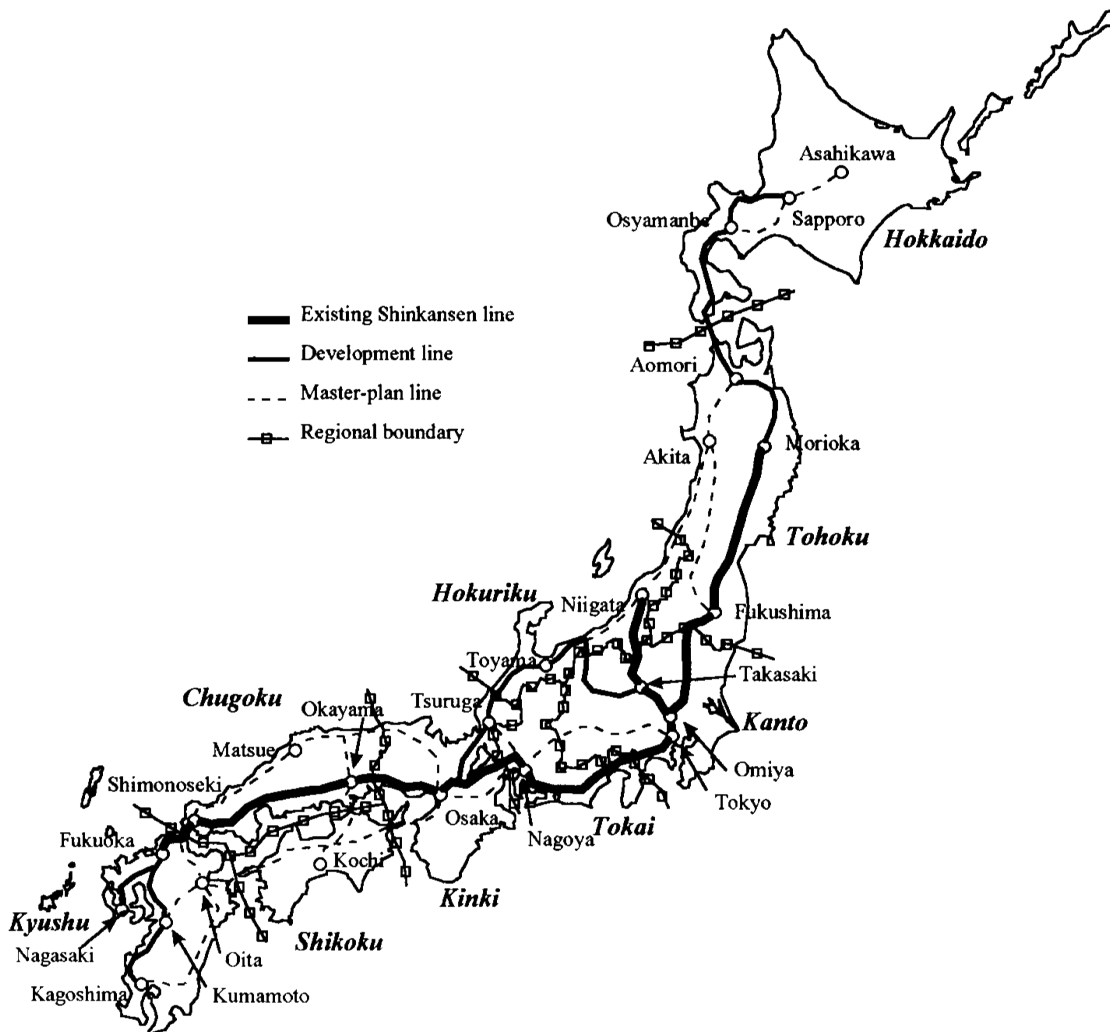 Asahikawa
Osyamanbe
Sapporo
Hokkaido
Existing Shinkansen line
Development line
Master-plan line
Regional boundary
Aomori
Akita
Morioka
Tohoku
Hokuriku
Niigata
Fukushima
Toyama
Takasaki
Chugoku
Tsuruga
Okayama
Kanto
Matsue
Omiya
Shimonoseki
Tokyo
Osaka
Tokai
Nagoya
Fukuoka
Kochi
Kinki
Kyushu
Shikoku
Nagasaki
Oita
Kagoshima
Kumamoto